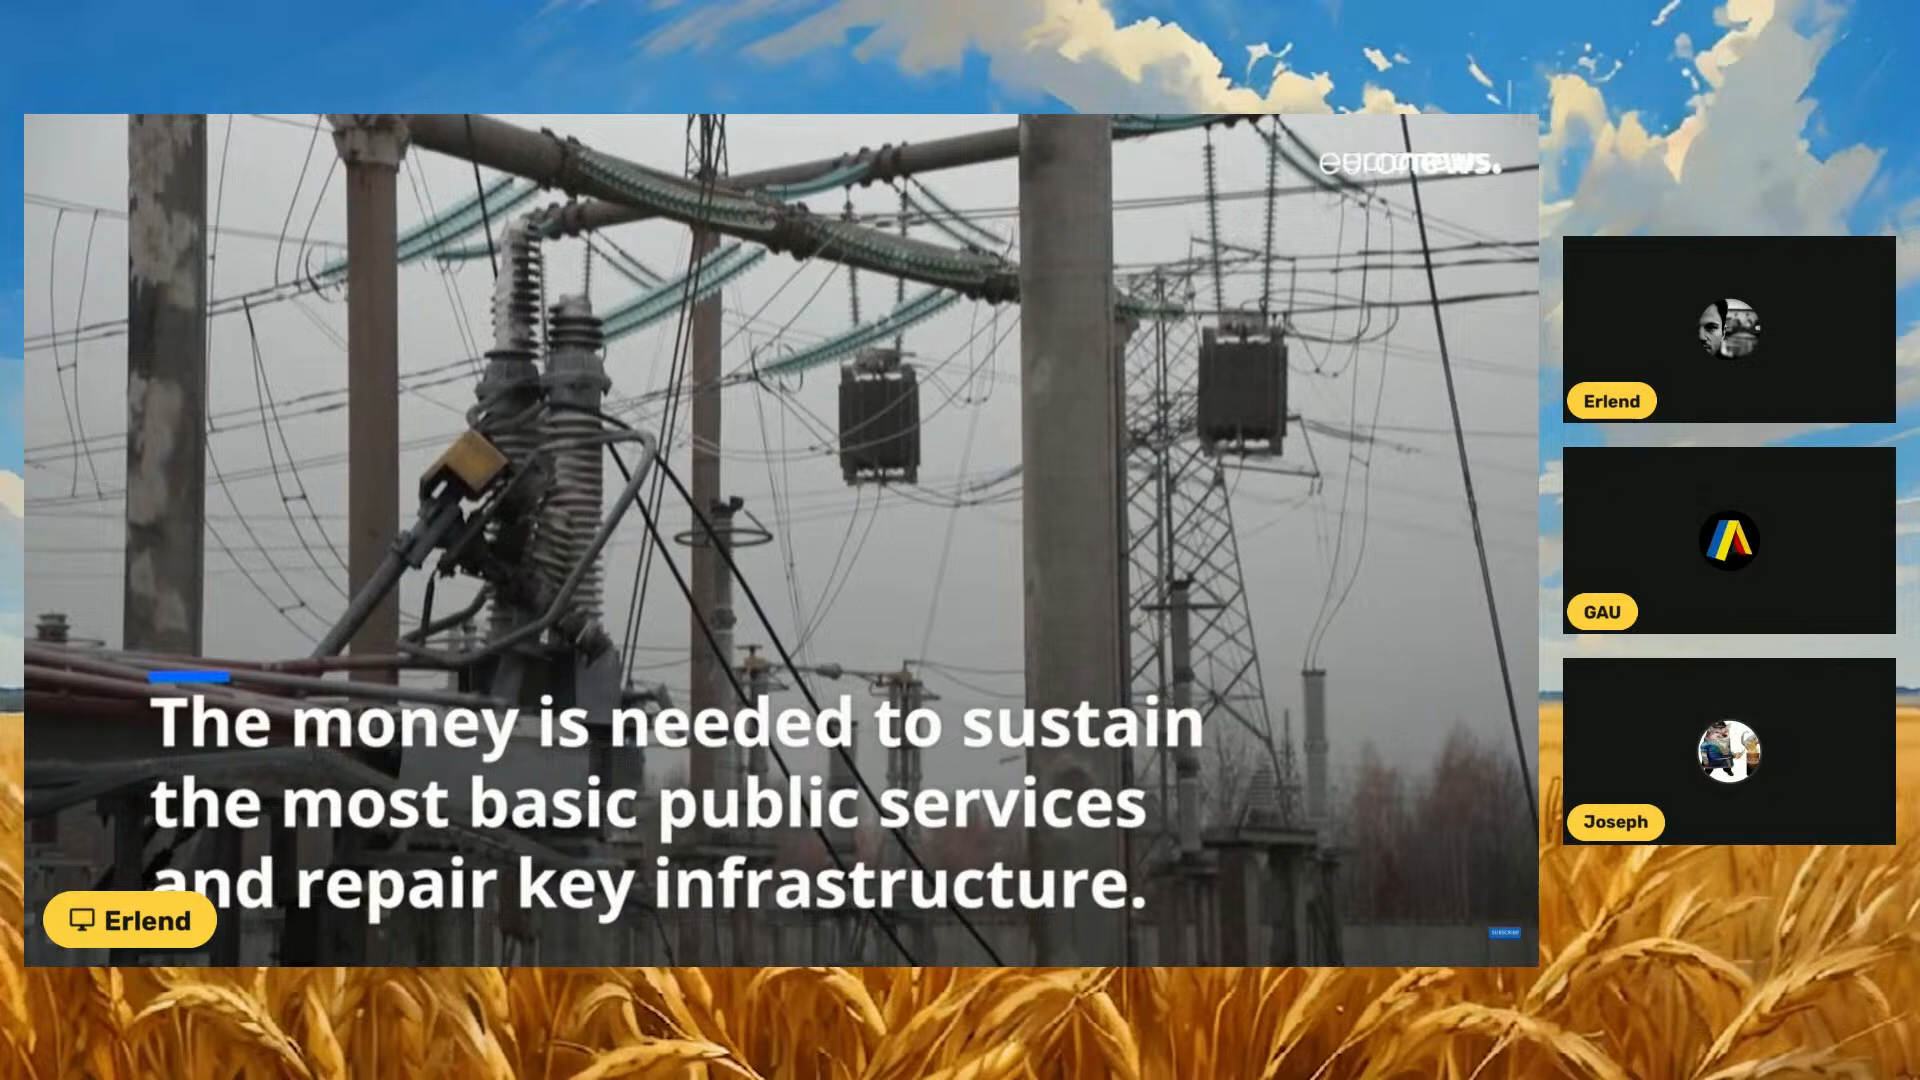 euronews.
The money is needed to sustain
the most basic public services
and repair key infrastructure.
Erlend
SUBSCRIBE
Erlend
GAU
Joseph